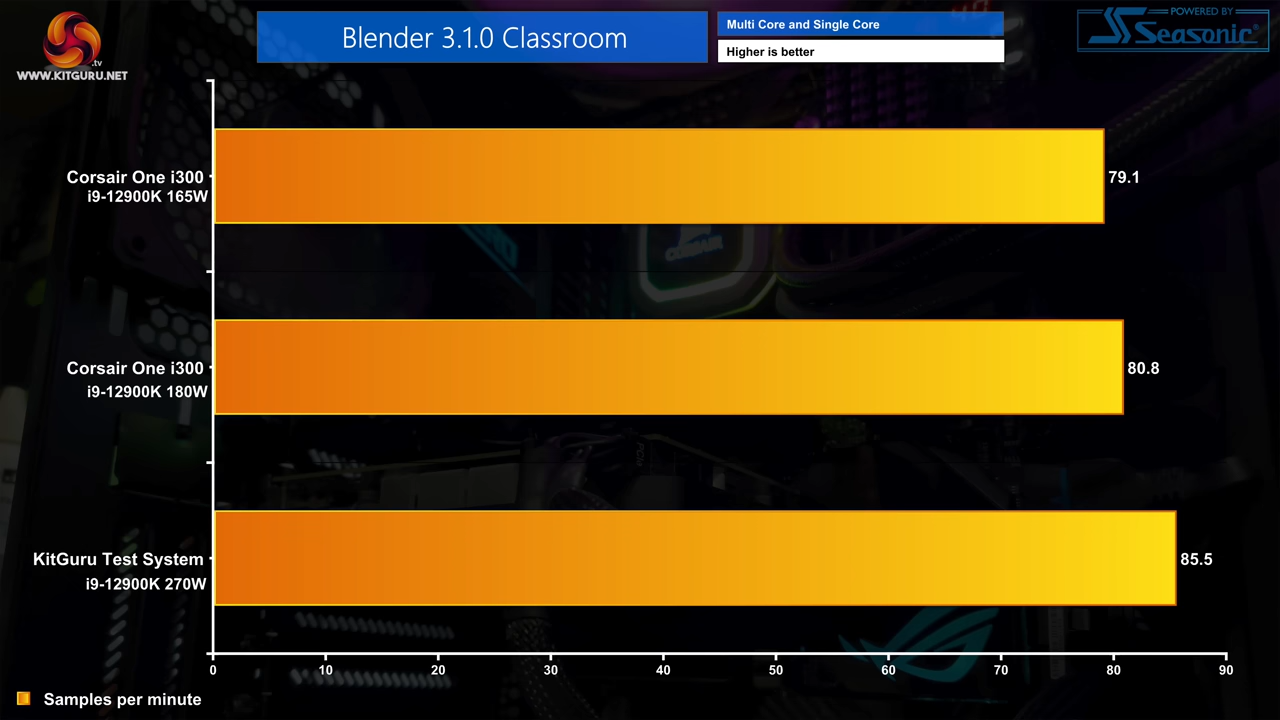 .tv
WWW.KITGURU.NET
Blender 3.1.0 Classroom
Multi Core and Single Core
Higher is better
POWERED BY
Seasonic
Corsair One i300
i9-12900K 165W
79.1
CORSAIR
Corsair One i300
i9-12900K 180W
80.8
KitGuru Test System
i9-12900K 270W
85.5
0 10 20 30 40 50 60 70 80 90
Samples per minute